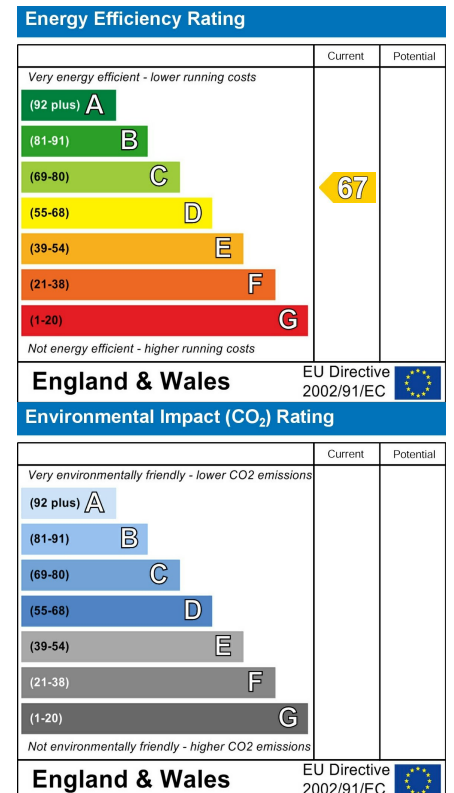 Energy Efficiency Rating
Current Potential
Very energy efficient - lower running costs
(92 plus) A
(81-91) B
(69-80) C
67
(55-68) D
(39-54) E
(21-38) F
(1-20) G
Not energy efficient - higher running costs
England & Wales
EU Directive
2002/91/EC
Environmental Impact (CO₂) Rating
Current Potential
Very environmentally friendly - lower CO2 emissions
(92 plus) A
(81-91) B
(69-80) C
(55-68) D
(39-54) E
(21-38) F
(1-20) G
Not environmentally friendly - higher CO2 emissions
England & Wales
EU Directive
2002/91/EC